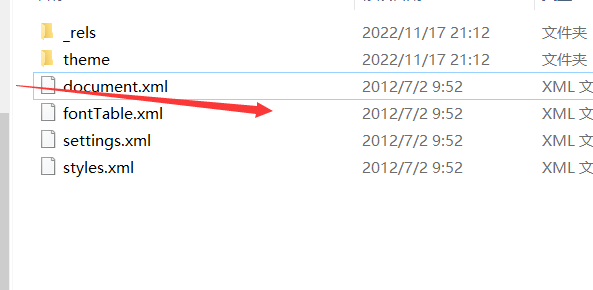 _rels 2022/11/17 21:12 文件夹
theme 2022/11/17 21:12 文件夹
document.xml 2012/7/2 9:52 XML 文
fontTable.xml 2012/7/2 9:52 XML 文
settings.xml 2012/7/2 9:52 XML 文
styles.xml 2012/7/2 9:52 XML 文